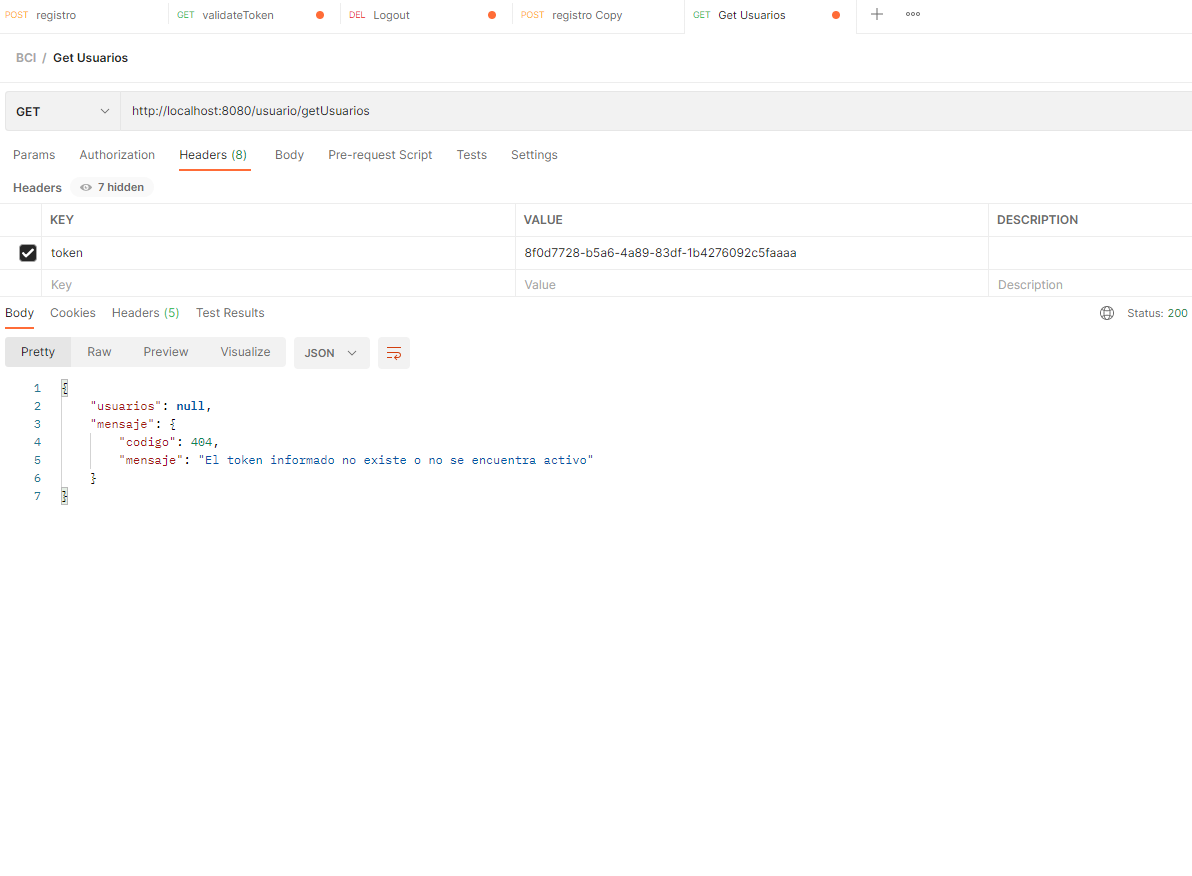 POST registro GET validateToken DEL Logout POST registro Copy GET Get Usuarios
BCI / Get Usuarios
GET http://localhost:8080/usuario/getUsuarios
Params Authorization Headers (8) Body Pre-request Script Tests Settings
Headers 7 hidden
KEY VALUE DESCRIPTION
token 8f0d7728-b5a6-4a89-83df-1b4276092c5faaaa
Key Value Description
Body Cookies Headers (5) Test Results Status: 200
Pretty Raw Preview Visualize JSON
1 {
2 "usuarios": null,
3 "mensaje": {
4 "codigo": 404,
5 "mensaje": "El token informado no existe o no se encuentra activo"
6 }
7 }